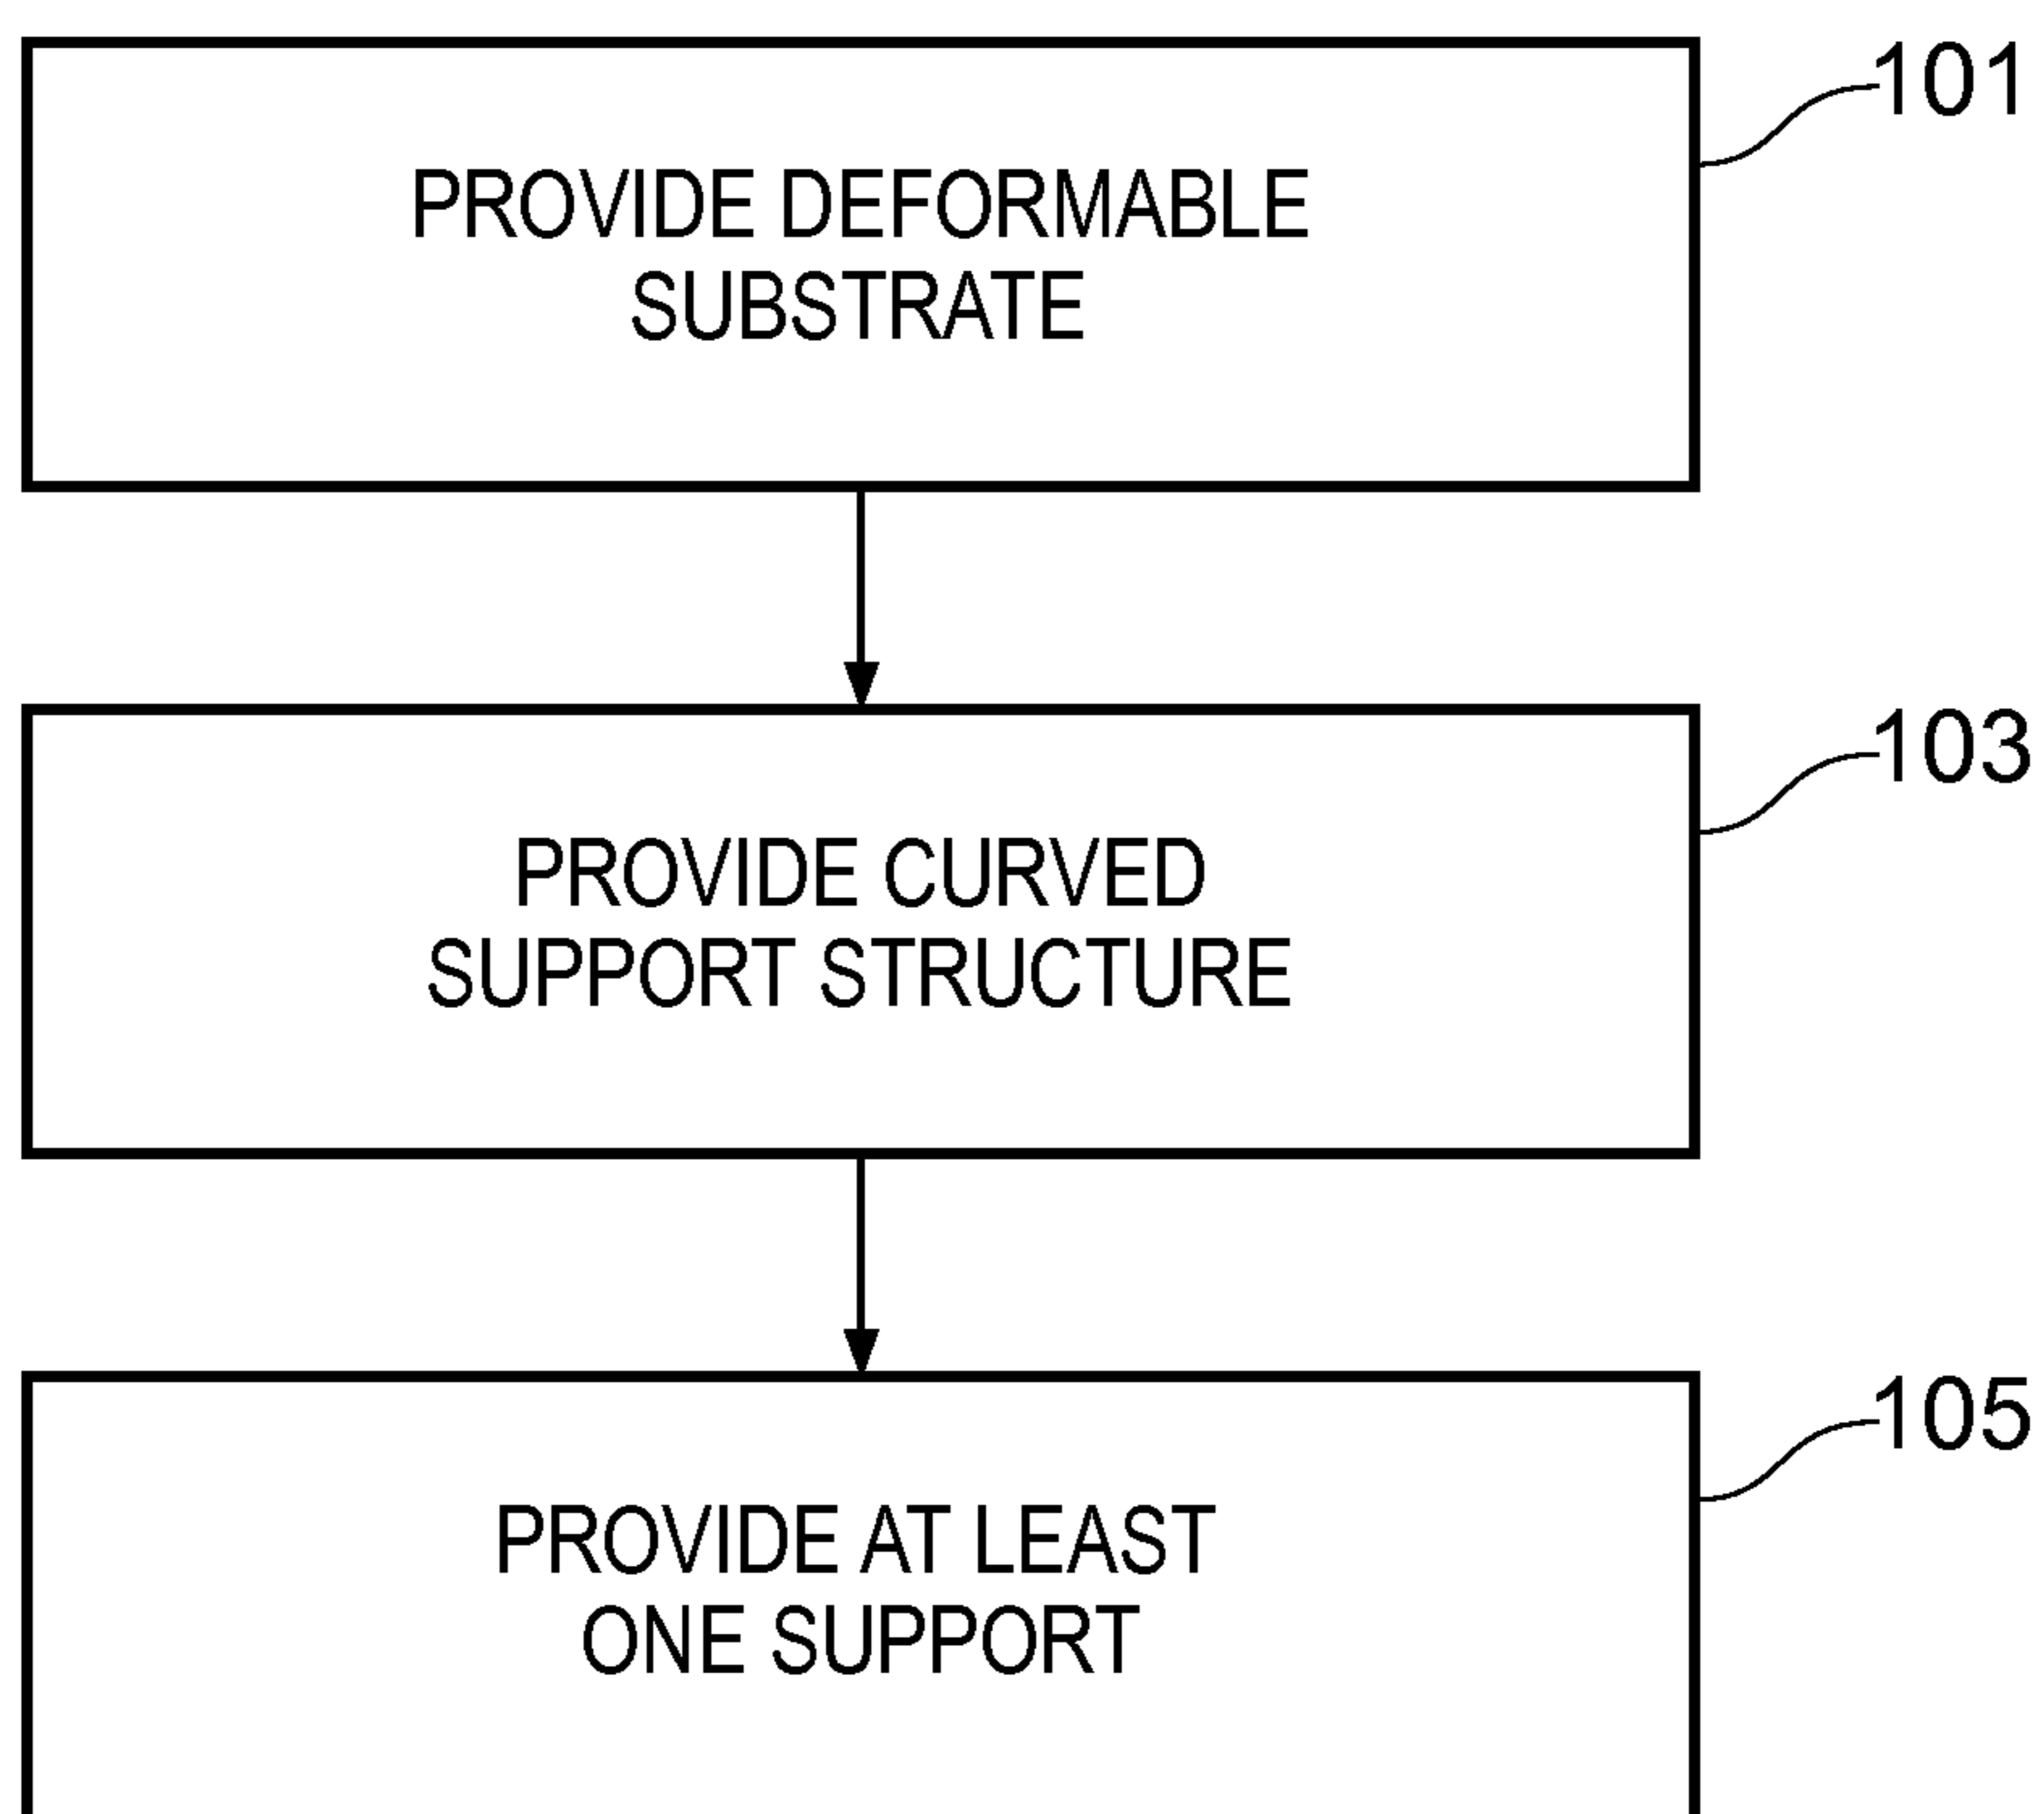 101
PROVIDE DEFORMABLE
SUBSTRATE
103
PROVIDE CURVED
SUPPORT STRUCTURE
105
PROVIDE AT LEAST
ONE SUPPORT